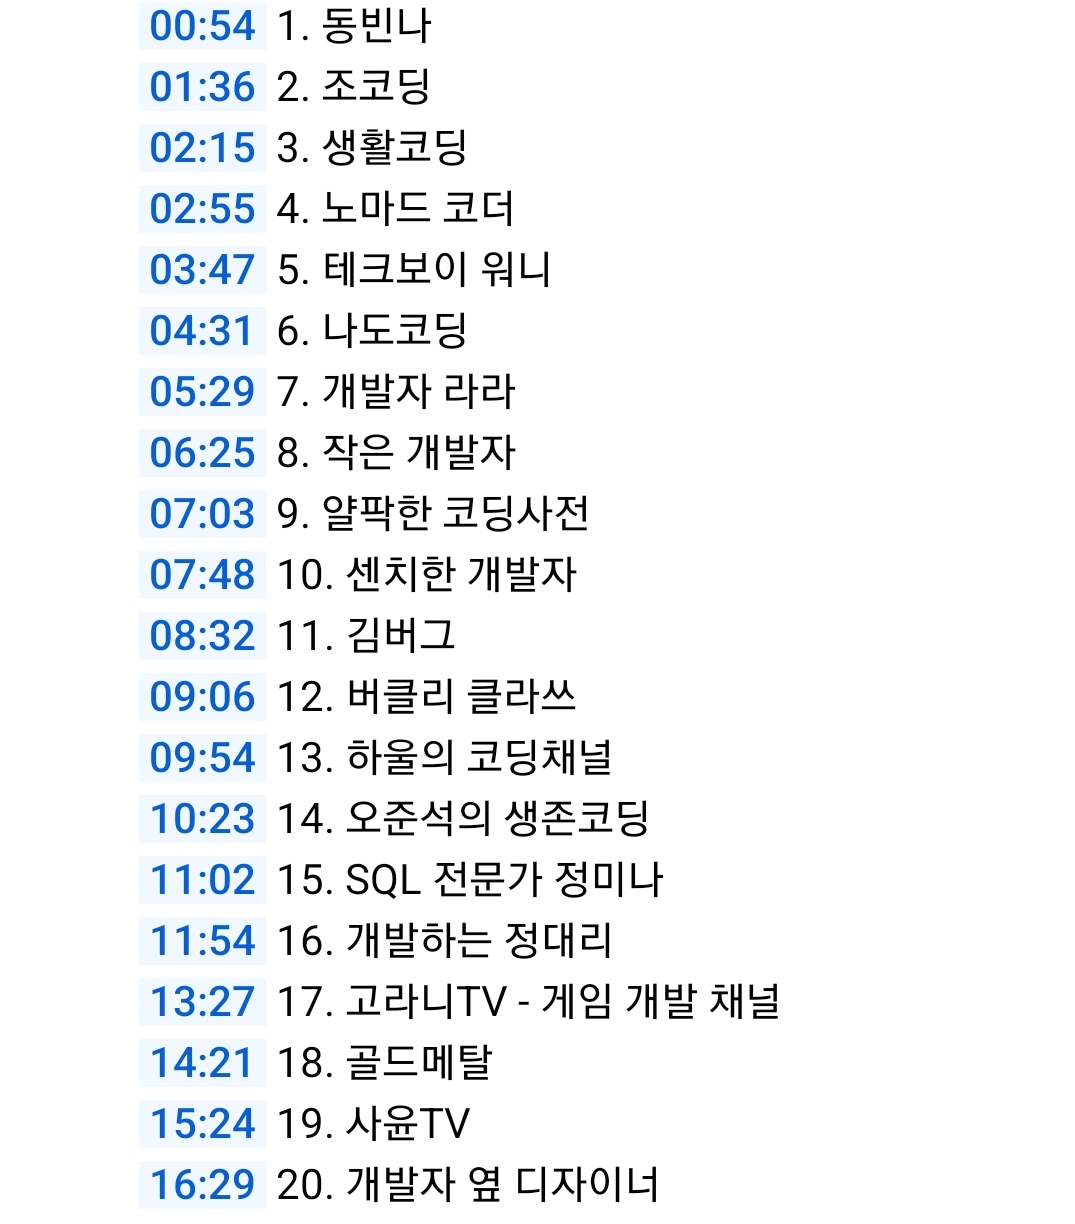 00:54 1. 동빈나
01:36 2. 조코딩
02:15 3. 생활코딩
02:55 4. 노마드 코더
03:47 5. 테크보이 워니
04:31 6. 나도코딩
05:29 7. 개발자 라라
06:25 8. 작은 개발자
07:03 9. 얄팍한 코딩사전
07:48 10. 센치한 개발자
08:32 11. 김버그
09:06 12. 버클리 클라쓰
09:54 13. 하울의 코딩채널
10:23 14. 오준석의 생존코딩
11:02 15. SQL 전문가 정미나
11:54 16. 개발하는 정대리
13:27 17. 고라니TV - 게임 개발 채널
14:21 18. 골드메탈
15:24 19. 사윤TV
16:29 20. 개발자 옆 디자이너